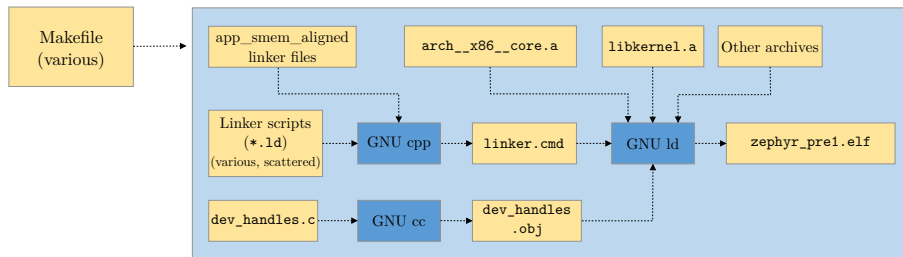 Makefile
(various)
app_smem_aligned
linker files
arch__x86__core.a
libkernel.a
Other archives
Linker scripts
(*.ld)
(various, scattered)
GNU cpp
linker.cmd
GNU ld
zephyr_pre1.elf
dev_handles.c
GNU cc
dev_handles
.obj